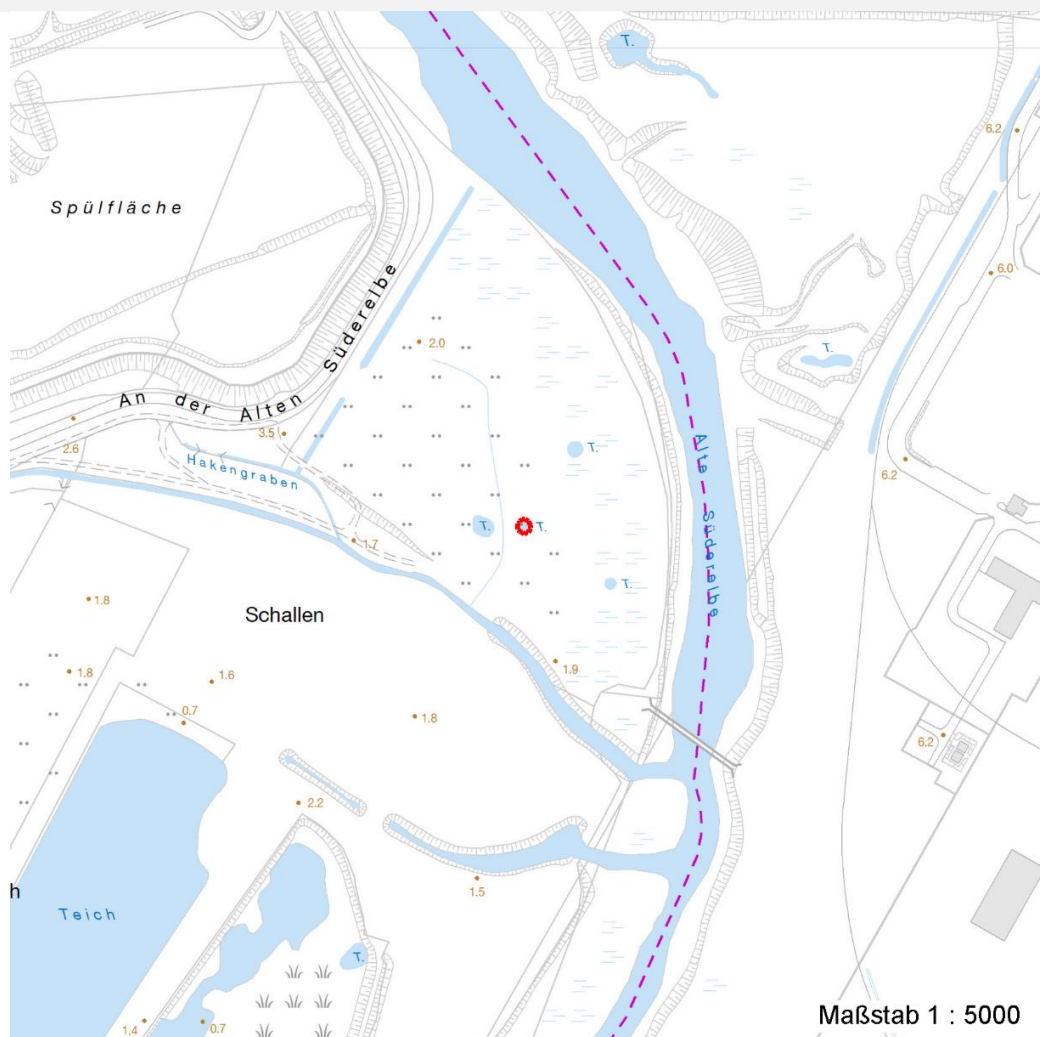 T.
6.2
Spülfläche
6.0
2.0
T.
An der Alten Süderelbe
2.6
3.5
T.
6.2
Hakengraben
Alte Süderelbe
T.
T.
1.7
T.
1.8
Schallen
1.8
1.6
1.9
0.7
1.8
6.2
2.2
h
1.5
Teich
T.
1.4
0.7
Maßstab 1 : 5000